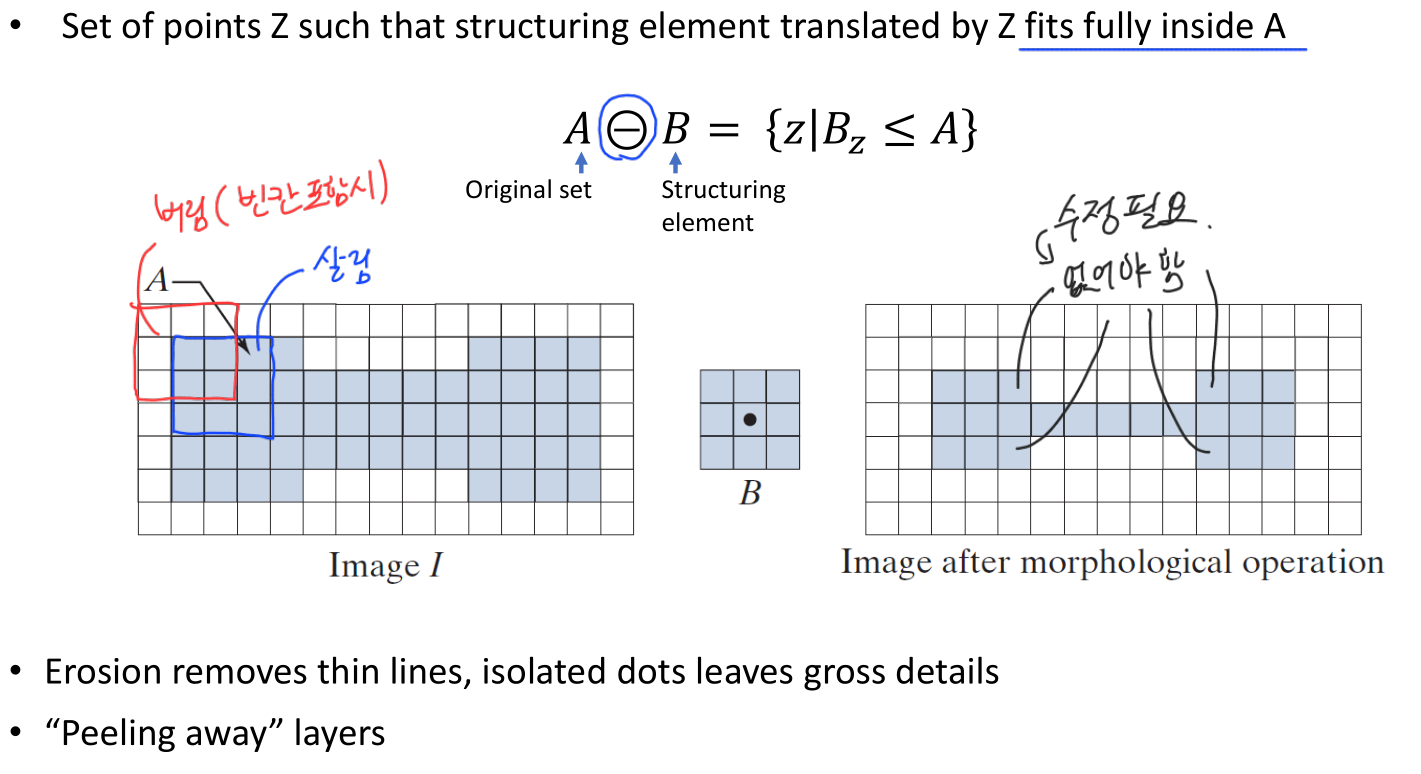 • Set of points Z such that structuring element translated by Z fits fully inside A
A ⊖ B = {z|B_z ≤ A}
Original set
Structuring
element
버림(빈칸포함시)
살림
수정필요.
없어야 함
A
B
Image I
Image after morphological operation
• Erosion removes thin lines, isolated dots leaves gross details
• “Peeling away” layers